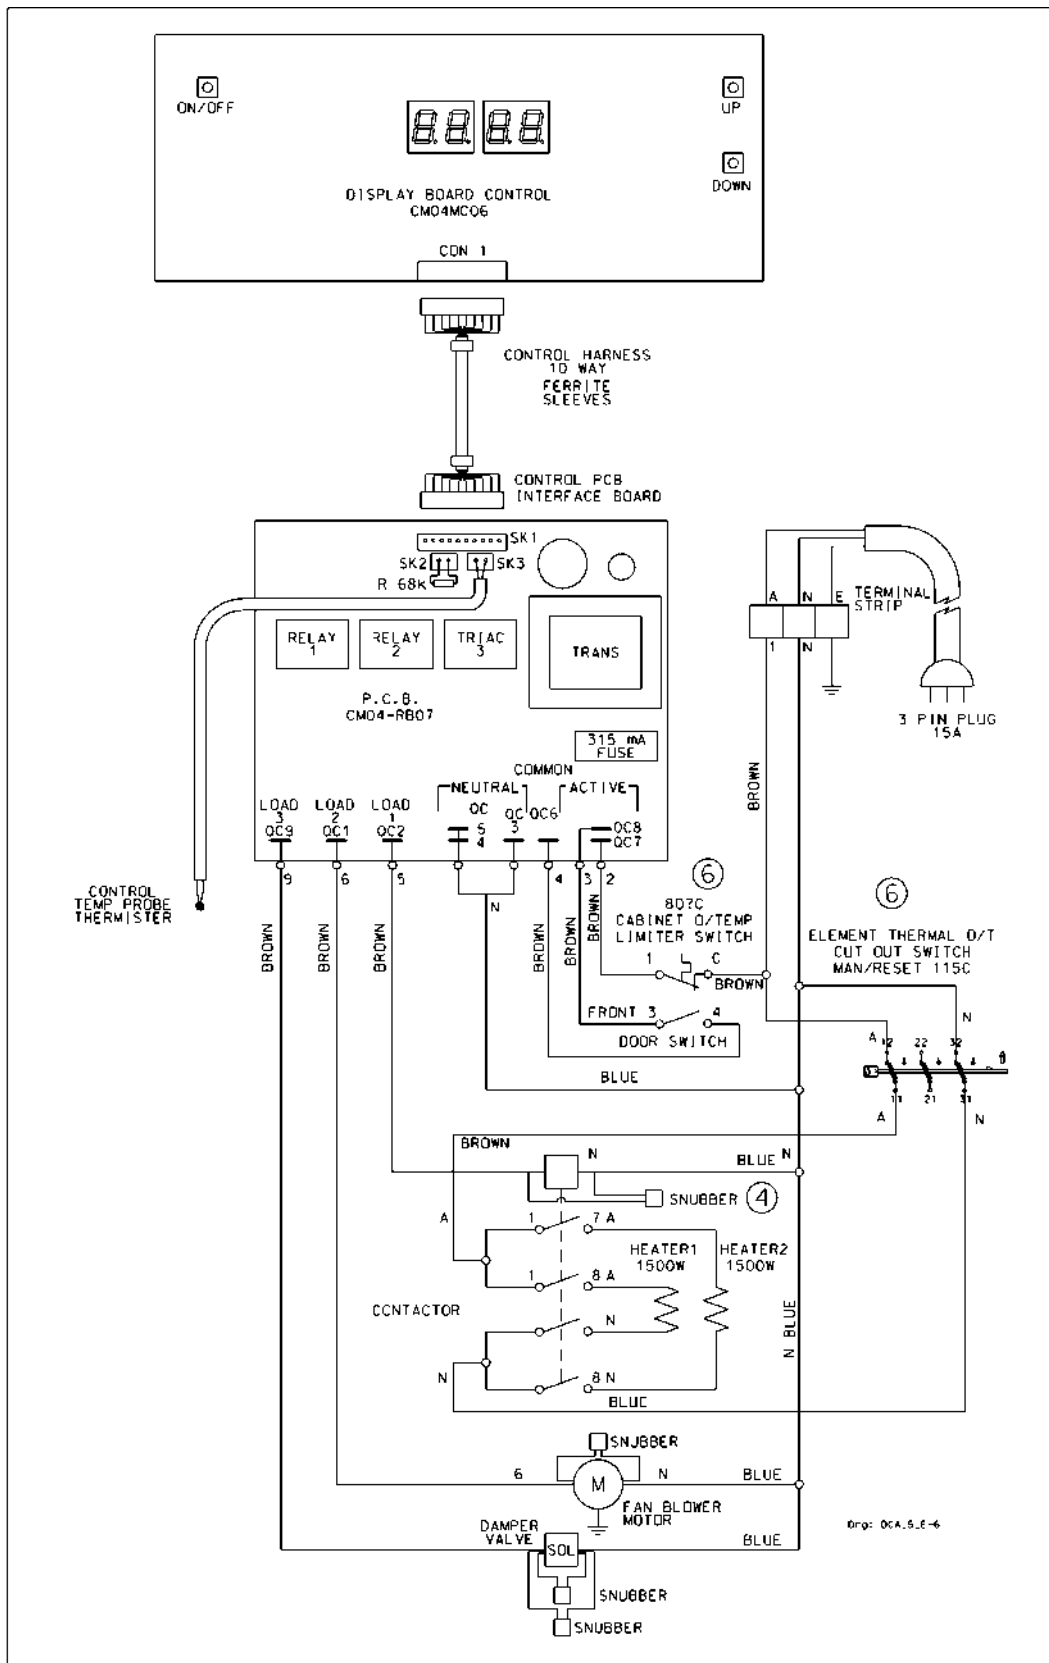 ON/OFF
UP
DOWN
DISPLAY BOARD CONTROL
CM04MC06
CON 1
CONTROL HARNESS
10 WAY
FERRITE
SLEEVES
CONTROL PCB
INTERFACE BOARD
SK1
SK2
SK3
R 68k
RELAY
1
RELAY
2
TRIAC
3
TRANS
P.C.B.
CM04-RB07
315 mA
FUSE
COMMON
NEUTRAL
ACTIVE
LOAD
3
QC9
LOAD
2
QC1
LOAD
1
QC2
QC
5
4
QC
3
QC6
QC8
QC7
A N E
TERMINAL
STRIP
1 N
3 PIN PLUG
15A
BROWN
9 6 5 N 4 3 2
CONTROL
TEMP PROBE
THERMISTER
BROWN
BROWN
BROWN
BROWN
BROWN
6
80?C
CABINET O/TEMP
LIMITER SWITCH
1 C
BROWN
6
ELEMENT THERMAL O/T
CUT OUT SWITCH
MAN/RESET 115C
FRONT 3 4
DOOR SWITCH
BLUE
N
A 12 22 32
11 21 31
A N
BROWN
N
BLUE N
SNUBBER 4
A
1 7 A
HEATER1
1500W
HEATER2
1500W
1 8 A
CONTACTOR
N
N
8 N
BLUE
N BLUE
SNUBBER
6
M
N
BLUE
FAN BLOWER
MOTOR
DAMPER
VALVE
SOL
BLUE
SNUBBER
SNUBBER